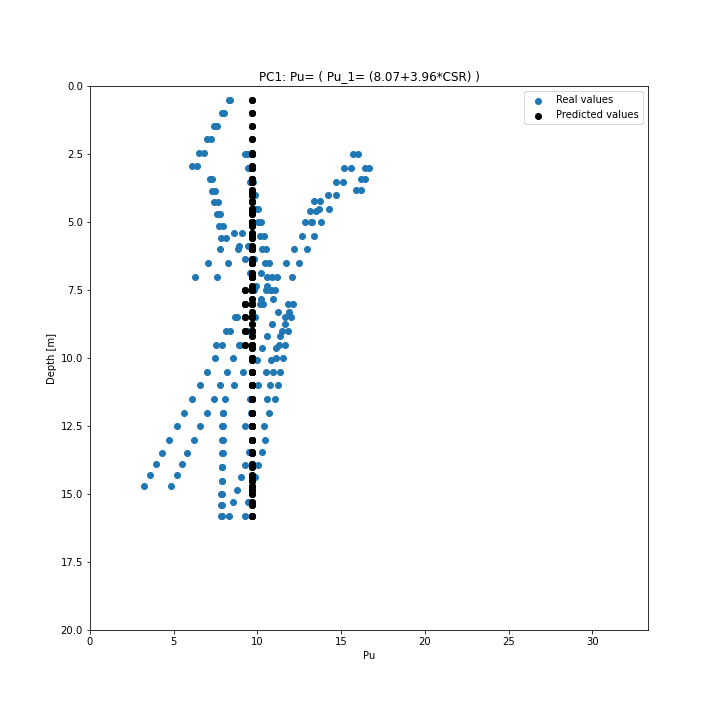 PC1: Pu= ( Pu_1= (8.07+3.96*CSR) )
Real values
Predicted values
0.0
2.5
5.0
7.5
10.0
12.5
15.0
17.5
20.0
Depth [m]
0 5 10 15 20 25 30
Pu